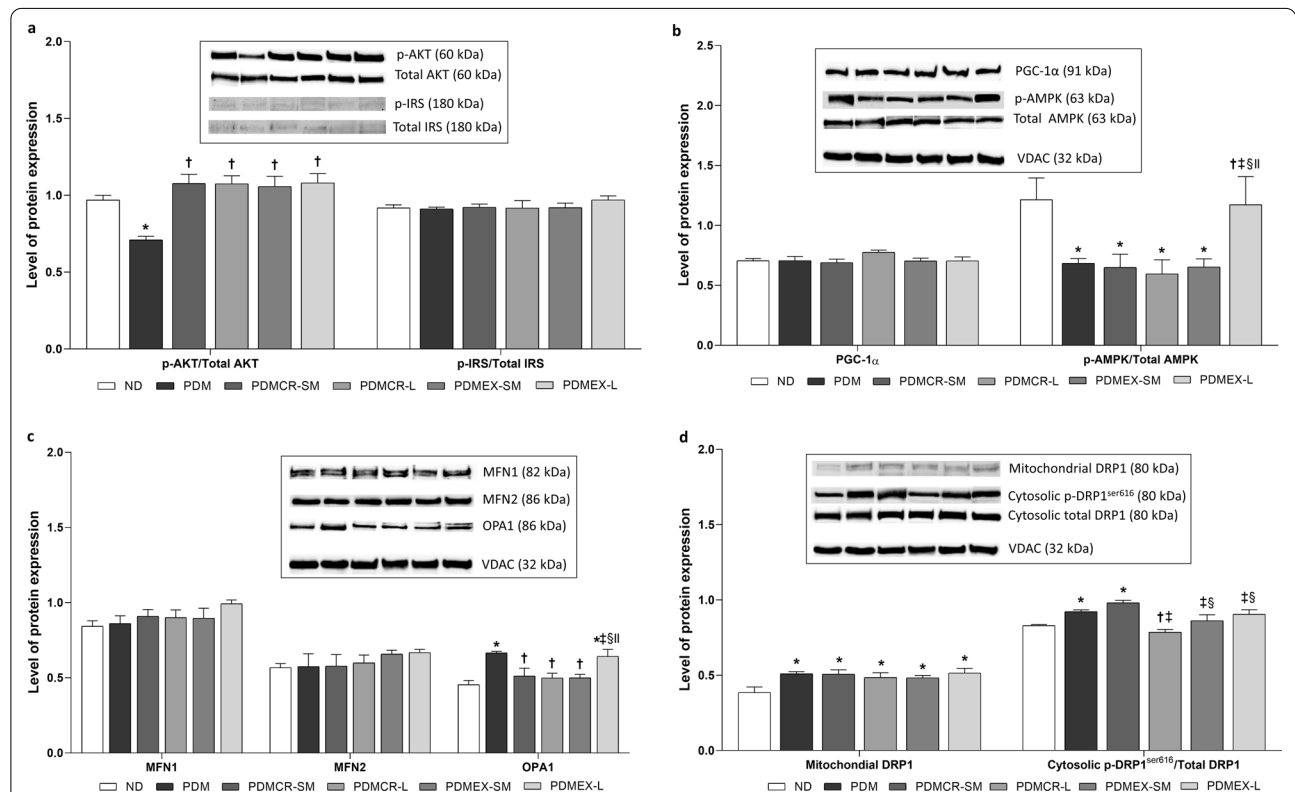 a
2.0
1.5
1.0
0.5
0.0
Level of protein expression
p-AKT (60 kDa)
Total AKT (60 kDa)
p-IRS (180 kDa)
Total IRS (180 kDa)
*
†
†
†
†
p-AKT/Total AKT
p-IRS/Total IRS
ND PDM PDMCR-SM PDMCR-L PDMEX-SM PDMEX-L
b
2.5
2.0
1.5
1.0
0.5
0.0
Level of protein expression
PGC-1α (91 kDa)
p-AMPK (63 kDa)
Total AMPK (63 kDa)
VDAC (32 kDa)
*
*
*
*
†‡§॥
PGC-1α
p-AMPK/Total AMPK
ND PDM PDMCR-SM PDMCR-L PDMEX-SM PDMEX-L
c
2.0
1.5
1.0
0.5
0.0
Level of protein expression
MFN1 (82 kDa)
MFN2 (86 kDa)
OPA1 (86 kDa)
VDAC (32 kDa)
*
†
†
†
*‡§॥
MFN1
MFN2
OPA1
ND PDM PDMCR-SM PDMCR-L PDMEX-SM PDMEX-L
d
2.0
1.5
1.0
0.5
0.0
Level of protein expression
Mitochondrial DRP1 (80 kDa)
Cytosolic p-DRP1ser616 (80 kDa)
Cytosolic total DRP1 (80 kDa)
VDAC (32 kDa)
*
*
*
*
*
*
*
†‡
‡§
‡§
Mitochondial DRP1
Cytosolic p-DRP1ser616/Total DRP1
ND PDM PDMCR-SM PDMCR-L PDMEX-SM PDMEX-L